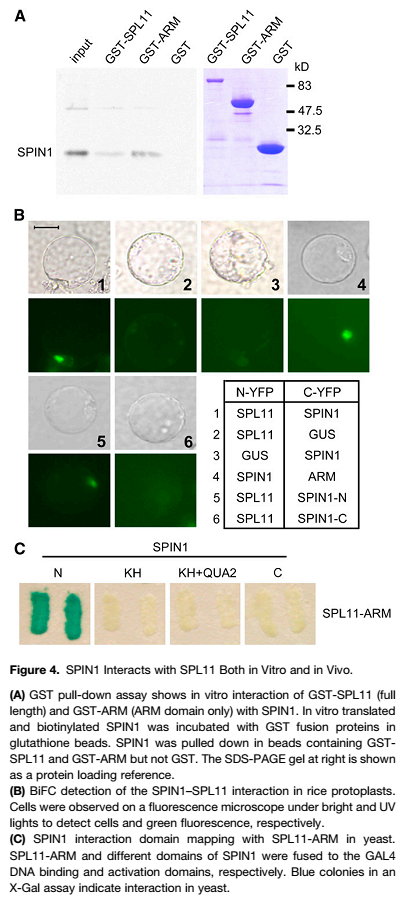 A
input
GST-SPL11
GST-ARM
GST
GST-SPL11
GST-ARM
GST
kD
83
47.5
32.5
SPIN1
B
1
2
3
4
5
6
N-YFP C-YFP
1 SPL11 SPIN1
2 SPL11 GUS
3 GUS SPIN1
4 SPIN1 ARM
5 SPL11 SPIN1-N
6 SPL11 SPIN1-C
C
SPIN1
N KH KH+QUA2 C
SPL11-ARM
Figure 4. SPIN1 Interacts with SPL11 Both in Vitro and in Vivo.
(A) GST pull-down assay shows in vitro interaction of GST-SPL11 (full
length) and GST-ARM (ARM domain only) with SPIN1. In vitro translated
and biotinylated SPIN1 was incubated with GST fusion proteins in
glutathione beads. SPIN1 was pulled down in beads containing GST-
SPL11 and GST-ARM but not GST. The SDS-PAGE gel at right is shown
as a protein loading reference.
(B) BiFC detection of the SPIN1–SPL11 interaction in rice protoplasts.
Cells were observed on a fluorescence microscope under bright and UV
lights to detect cells and green fluorescence, respectively.
(C) SPIN1 interaction domain mapping with SPL11-ARM in yeast.
SPL11-ARM and different domains of SPIN1 were fused to the GAL4
DNA binding and activation domains, respectively. Blue colonies in an
X-Gal assay indicate interaction in yeast.